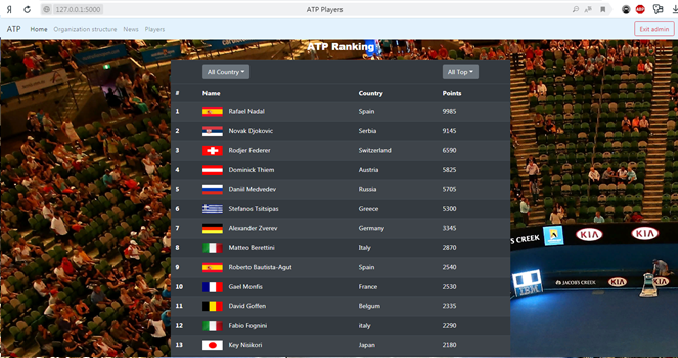 Я 127.0.0.1:5000 ATP Players ABP
ATP Home Organization structure News Players Exit admin
ATP Ranking
All Country All Top
# Name Country Points
1 Rafael Nadal Spain 9985
2 Novak Djokovic Serbia 9145
3 Rodjer Federer Switzerland 6590
4 Dominick Thiem Austria 5825
5 Daniil Medvedev Russia 5705
6 Stefanos Tsitsipas Greece 5300
7 Alexandler Zverev Germany 3345
8 Matteo Berettini Italy 2870
9 Roberto Bautista-Agut Spain 2540
10 Gael Monfis France 2530
11 David Goffen Belgum 2335
12 Fabio Fognini italy 2290
13 Key Nisikori Japan 2180
S CREEK KIA KIA
IBM JACOB'S CREEK KIA KIA